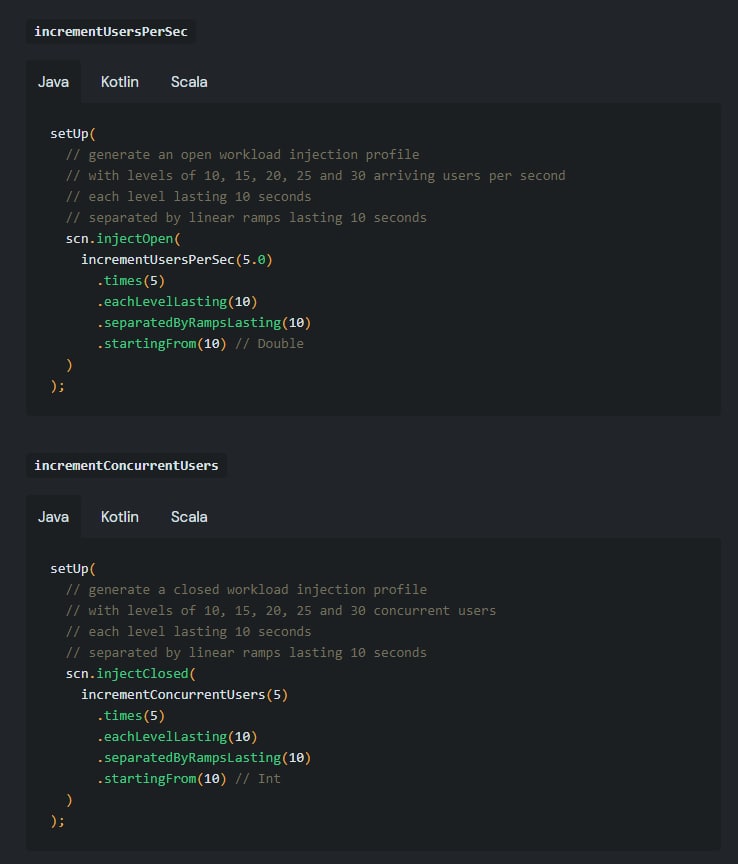 incrementUsersPerSec
Java Kotlin Scala
setUp(
// generate an open workload injection profile
// with levels of 10, 15, 20, 25 and 30 arriving users per second
// each level lasting 10 seconds
// separated by linear ramps lasting 10 seconds
scn.injectOpen(
incrementUsersPerSec(5.0)
.times(5)
.eachLevelLasting(10)
.separatedByRampsLasting(10)
.startingFrom(10) // Double
)
);
incrementConcurrentUsers
Java Kotlin Scala
setUp(
// generate a closed workload injection profile
// with levels of 10, 15, 20, 25 and 30 concurrent users
// each level lasting 10 seconds
// separated by linear ramps lasting 10 seconds
scn.injectClosed(
incrementConcurrentUsers(5)
.times(5)
.eachLevelLasting(10)
.separatedByRampsLasting(10)
.startingFrom(10) // Int
)
);